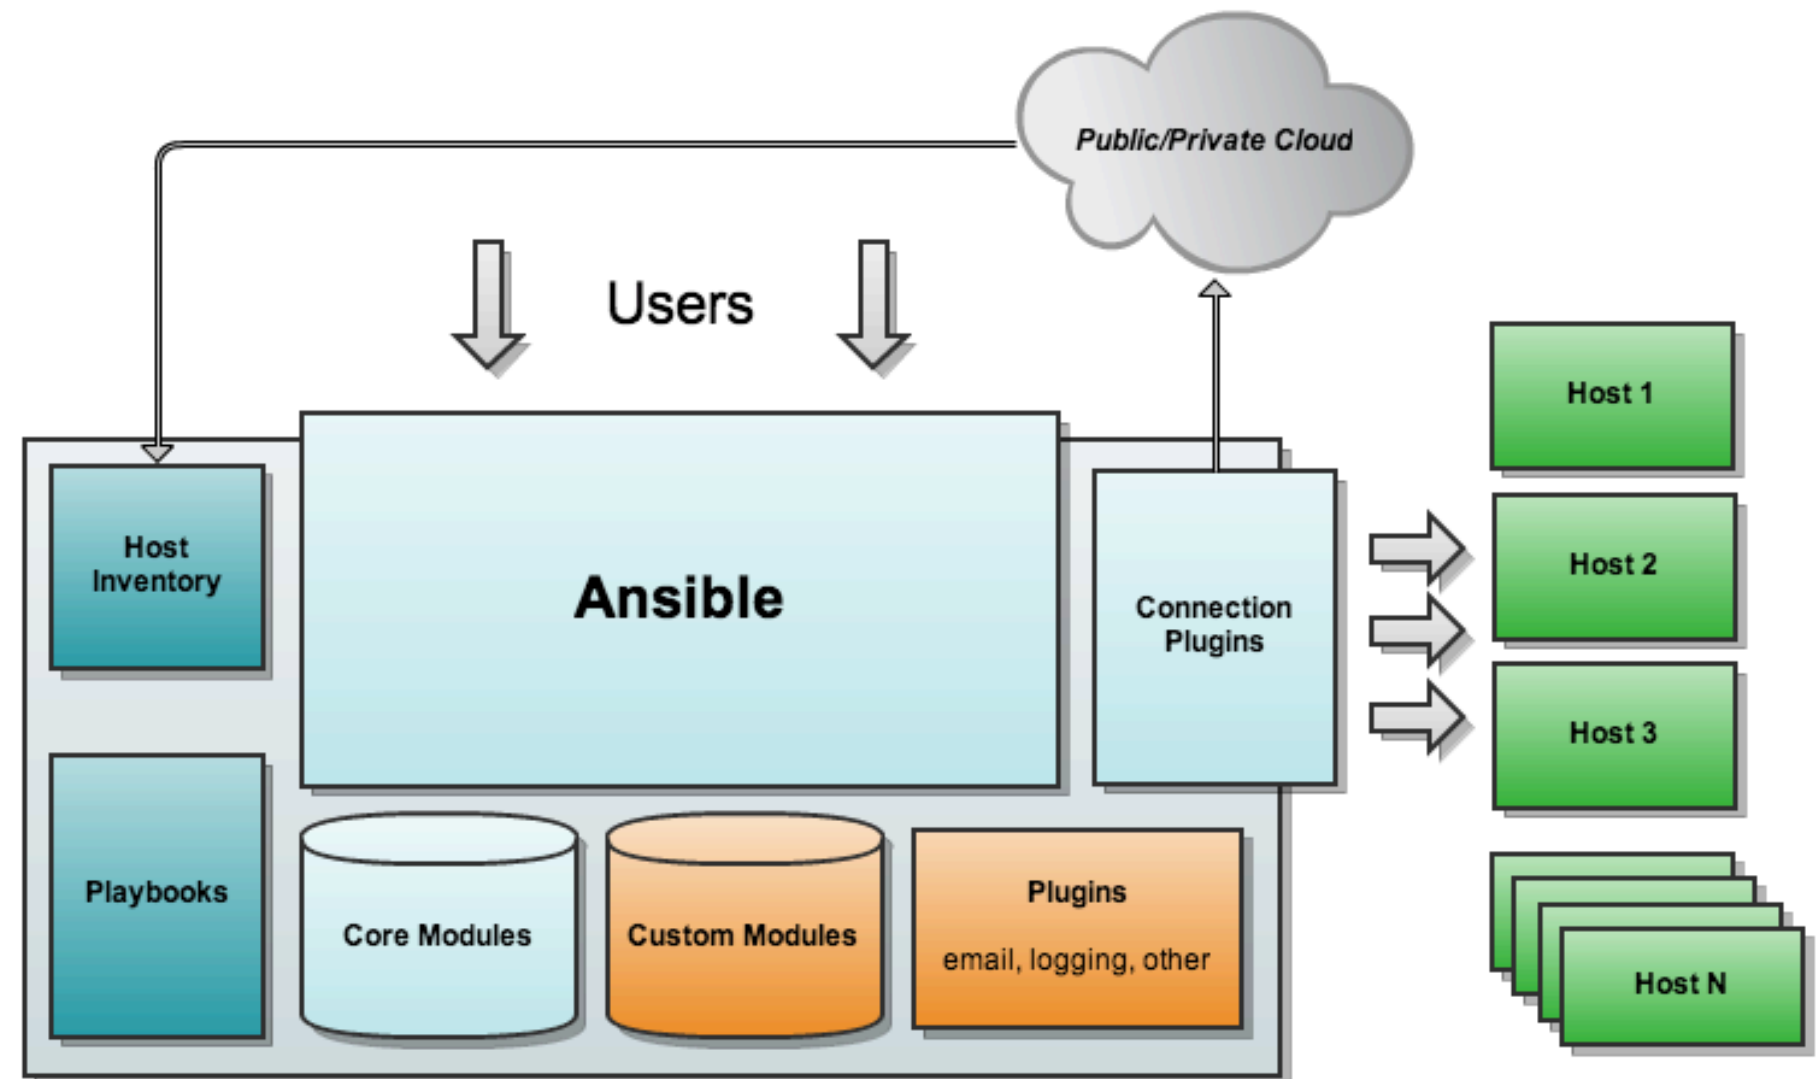 Public/Private Cloud
Users
Host
Inventory
Ansible
Connection
Plugins
Host 1
Host 2
Host 3
Playbooks
Core Modules
Custom Modules
Plugins
email, logging, other
Host N